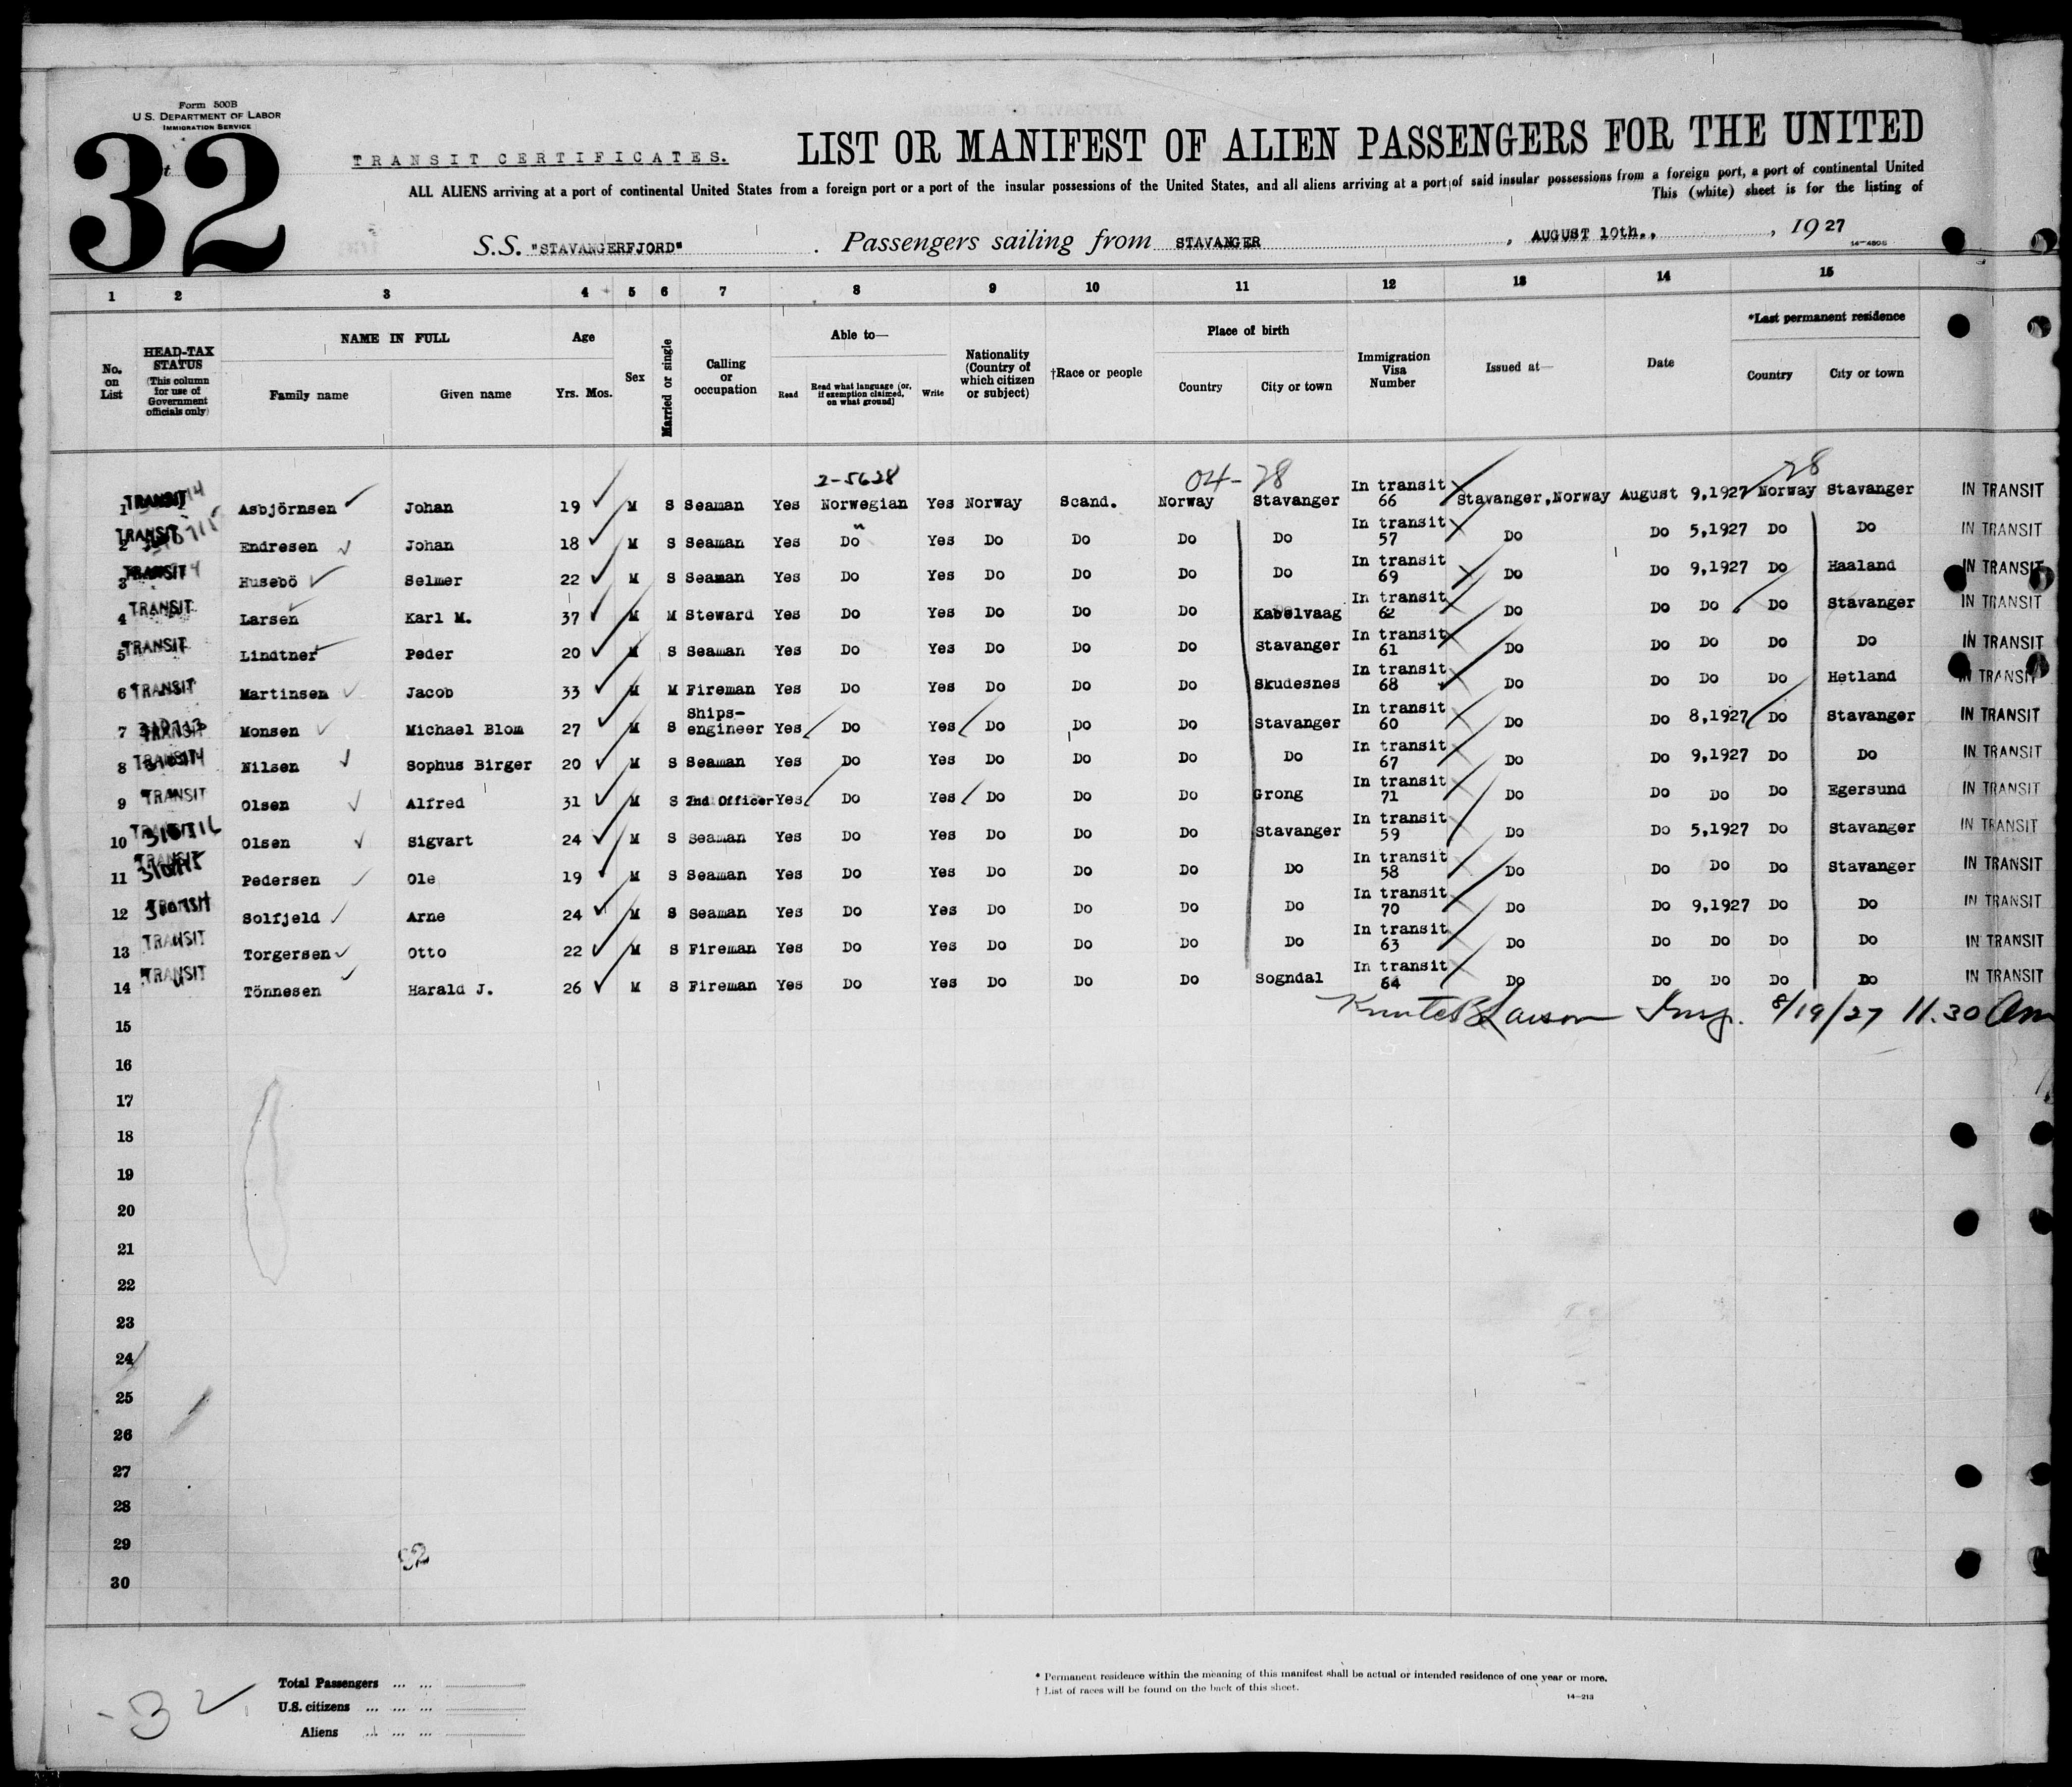 Form 500B
U.S. DEPARTMENT OF LABOR
IMMIGRATION SERVICE
32
TRANSIT CERTIFICATES.
LIST OR MANIFEST OF ALIEN PASSENGERS FOR THE UNITED
ALL ALIENS arriving at a port of continental United States from a foreign port or a port of the insular possessions of the United States, and all aliens arriving at a port of said insular possessions from a foreign port, a port of continental United
This (white) sheet is for the listing of
S.S. "STAVANGERFJORD" . Passengers sailing from STAVANGER , AUGUST 10th., , 1927
1 2 3 4 5 6 7 8 9 10 11 12 13 14 15
No. on List
HEAD-TAX STATUS (This column for use of Government officials only)
NAME IN FULL
Family name Given name
Age
Yrs. Mos.
Sex
Married or single
Calling or occupation
Able to—
Read Read what language (or, if exemption claimed, on what ground) Write
Nationality (Country of which citizen or subject)
†Race or people
Place of birth
Country City or town
Immigration Visa Number
Issued at—
Date
*Last permanent residence
Country City or town
2-5628 04-28 28
1 TRANSIT Asbjörnsen Johan 19 M S Seaman Yes Norwegian Yes Norway Scand. Norway Stavanger In transit 66 Stavanger,Norway August 9,1927 Norway Stavanger IN TRANSIT
2 TRANSIT Endresen Johan 18 M S Seaman Yes Do Yes Do Do Do Do In transit 57 Do Do 5,1927 Do Do IN TRANSIT
3 TRANSIT Husebö Selmer 22 M S Seaman Yes Do Yes Do Do Do Do In transit 69 Do Do 9,1927 Do Haaland IN TRANSIT
4 TRANSIT Larsen Karl M. 37 M M Steward Yes Do Yes Do Do Do Kabelvaag In transit 62 Do Do Do Do Stavanger IN TRANSIT
5 TRANSIT Lindtner Peder 20 M S Seaman Yes Do Yes Do Do Do Stavanger In transit 61 Do Do Do Do Do IN TRANSIT
6 TRANSIT Martinsen Jacob 33 M M Fireman Yes Do Yes Do Do Do Skudesnes In transit 68 Do Do Do Do Hetland IN TRANSIT
7 TRANSIT Monsen Michael Blom 27 M S Ships-engineer Yes Do Yes Do Do Do Stavanger In transit 60 Do Do 8,1927 Do Stavanger IN TRANSIT
8 TRANSIT Nilsen Sophus Birger 20 M S Seaman Yes Do Yes Do Do Do Do In transit 67 Do Do 9,1927 Do Do IN TRANSIT
9 TRANSIT Olsen Alfred 31 M S 2nd Officer Yes Do Yes Do Do Do Grong In transit 71 Do Do Do Do Egersund IN TRANSIT
10 TRANSIT Olsen Sigvart 24 M S Seaman Yes Do Yes Do Do Do Stavanger In transit 59 Do Do 5,1927 Do Stavanger IN TRANSIT
11 TRANSIT Pedersen Ole 19 M S Seaman Yes Do Yes Do Do Do Do In transit 58 Do Do Do Do Stavanger IN TRANSIT
12 TRANSIT Solfjeld Arne 24 M S Seaman Yes Do Yes Do Do Do Do In transit 70 Do Do 9,1927 Do Do IN TRANSIT
13 TRANSIT Torgersen Otto 22 M S Fireman Yes Do Yes Do Do Do Do In transit 63 Do Do Do Do Do IN TRANSIT
14 TRANSIT Tönnesen Harald J. 26 M S Fireman Yes Do Yes Do Do Do Sogndal In transit 64 Do Do Do Do Do IN TRANSIT
Larson Insp. 8/19/27 11.30 Am
15
16
17
18
19
20
21
22
23
24
25
26
27
28
29
30
Total Passengers
U.S. citizens
Aliens
32
* Permanent residence within the meaning of this manifest shall be actual or intended residence of one year or more.
† List of races will be found on the back of this sheet.
14—213